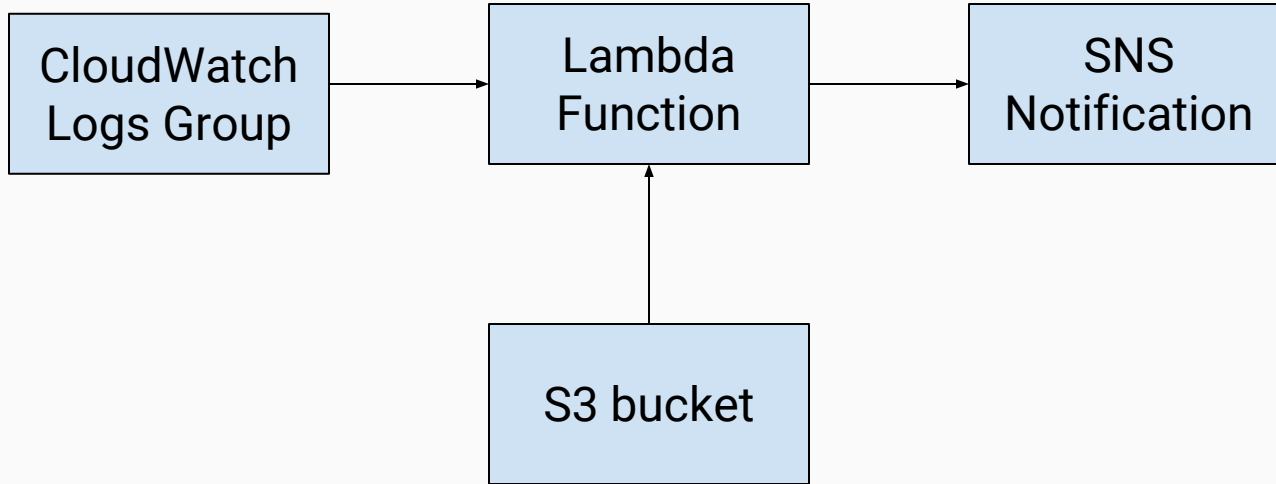 CloudWatch
Logs Group
Lambda
Function
SNS
Notification
S3 bucket